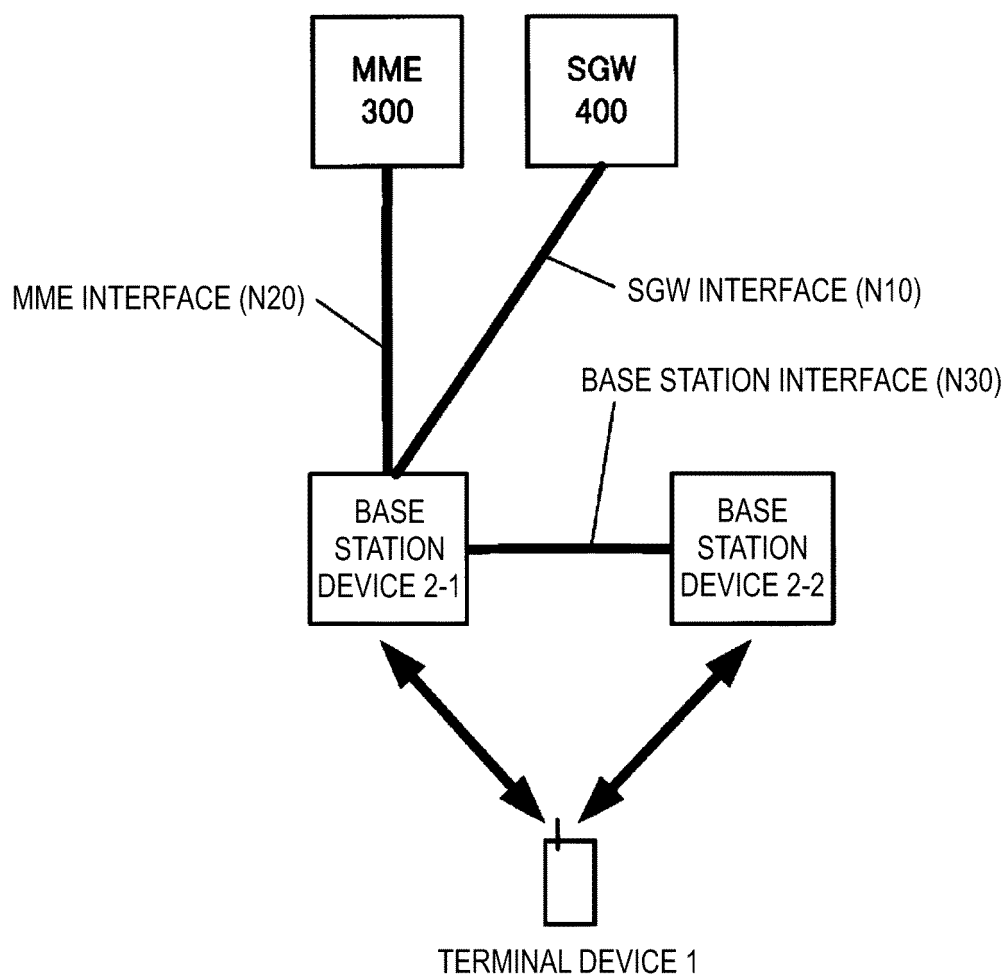 MME
300
SGW
400
MME INTERFACE (N20)
SGW INTERFACE (N10)
BASE STATION INTERFACE (N30)
BASE
STATION
DEVICE 2-1
BASE
STATION
DEVICE 2-2
TERMINAL DEVICE 1